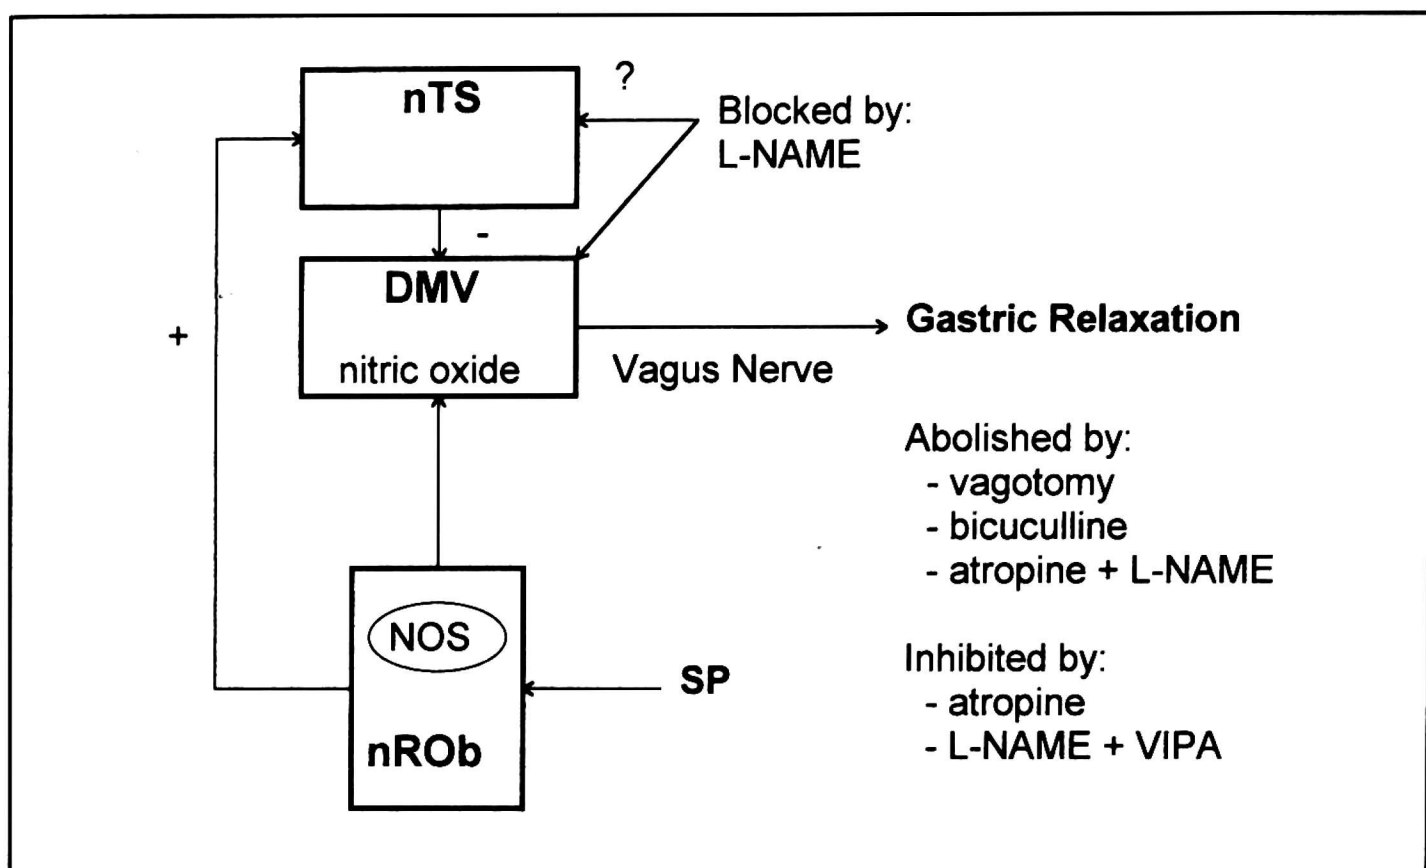 nTS
?
Blocked by:
L-NAME
-
DMV
nitric oxide
Vagus Nerve
Gastric Relaxation
+
Abolished by:
- vagotomy
- bicuculline
- atropine + L-NAME
NOS
nROb
SP
Inhibited by:
- atropine
- L-NAME + VIPA